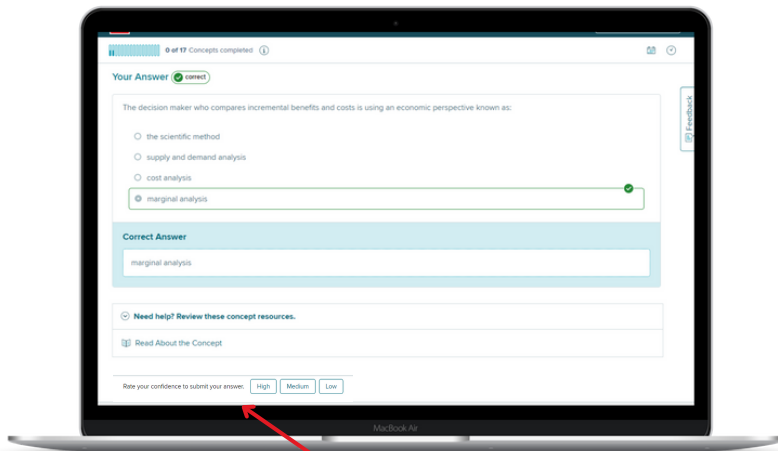 0 of 17 Concepts completed
Your Answer correct
The decision maker who compares incremental benefits and costs is using an economic perspective known as:
the scientific method
supply and demand analysis
cost analysis
marginal analysis
Correct Answer
marginal analysis
Need help? Review these concept resources.
Read About the Concept
Rate your confidence to submit your answer. High Medium Low
Feedback
MacBook Air